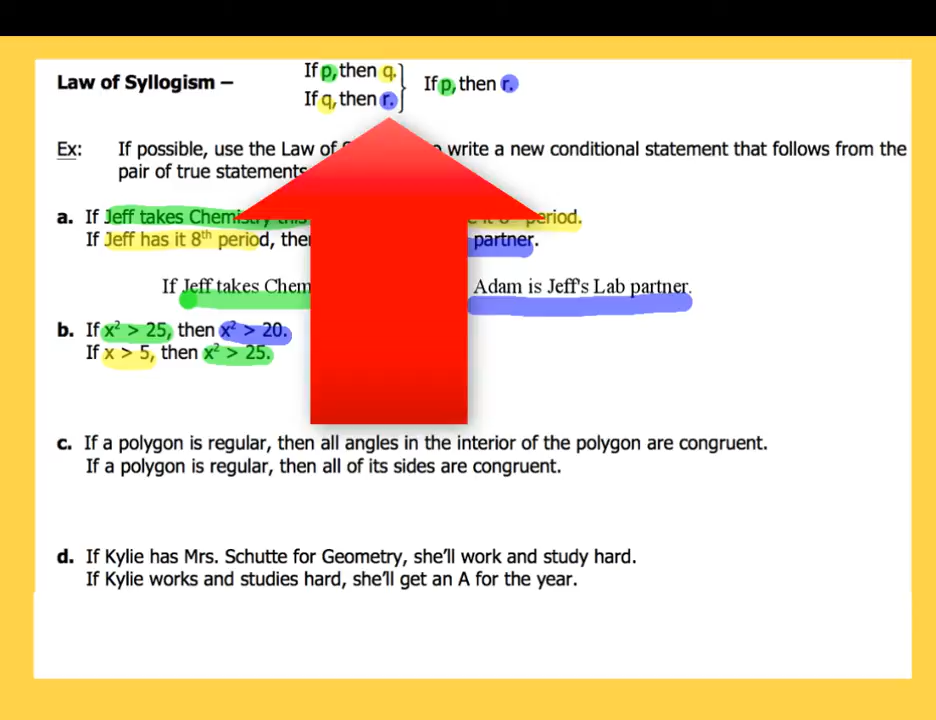 Law of Syllogism –
If p, then q.
If q, then r.
If p, then r.
Ex: If possible, use the Law of write a new conditional statement that follows from the
pair of true statements
a. If Jeff takes Chemistry this it 8th period.
If Jeff has it 8th period, then partner.
If Jeff takes Chem Adam is Jeff's Lab partner.
b. If x² > 25, then x² > 20.
If x > 5, then x² > 25.
c. If a polygon is regular, then all angles in the interior of the polygon are congruent.
If a polygon is regular, then all of its sides are congruent.
d. If Kylie has Mrs. Schutte for Geometry, she'll work and study hard.
If Kylie works and studies hard, she'll get an A for the year.